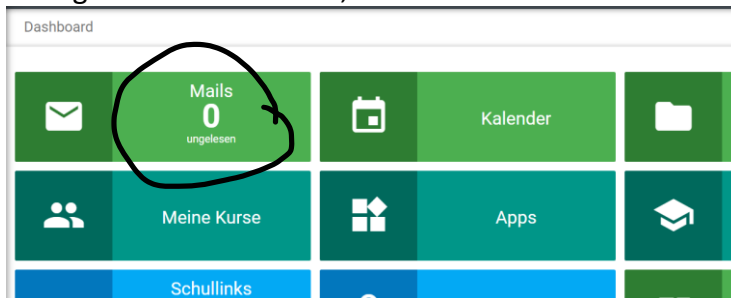 Dashboard
Mails
0
ungelesen
Kalender
Meine Kurse
Apps
Schullinks